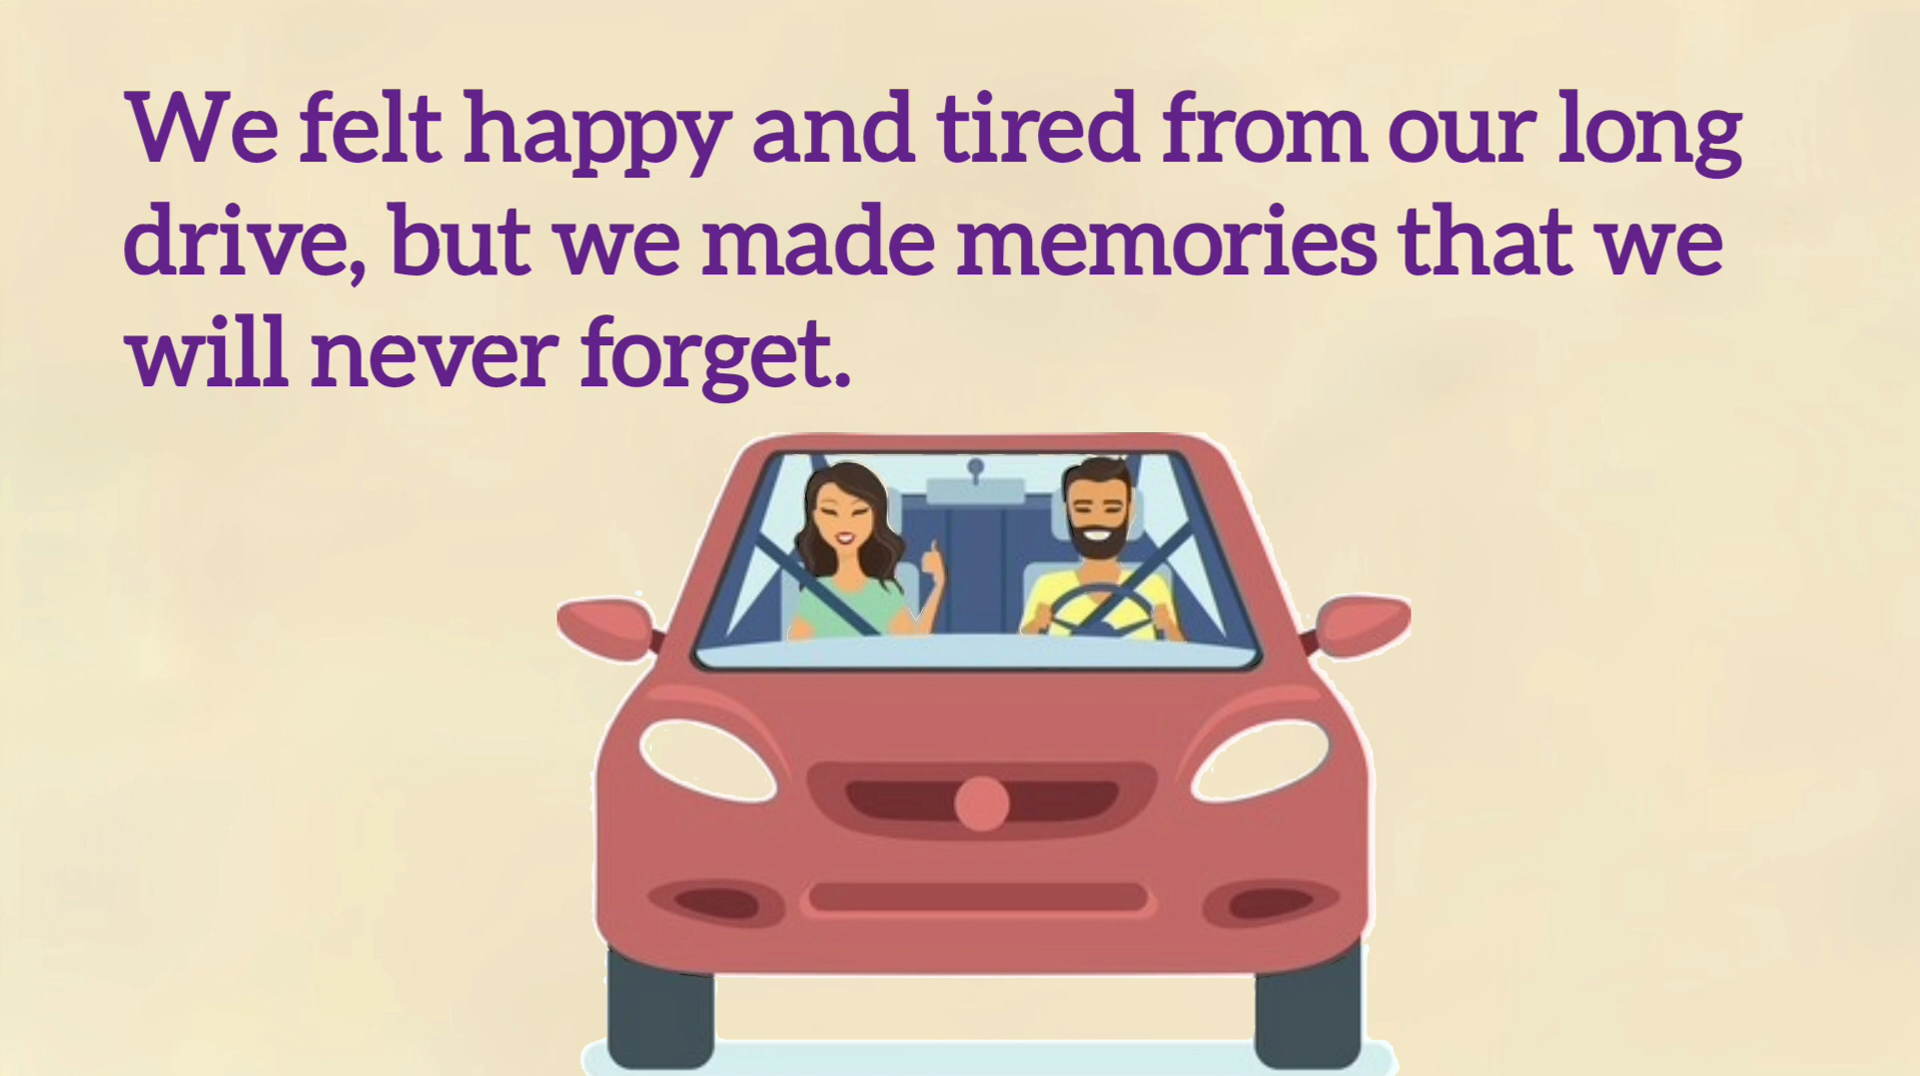 We felt happy and tired from our long
drive, but we made memories that we
will never forget.